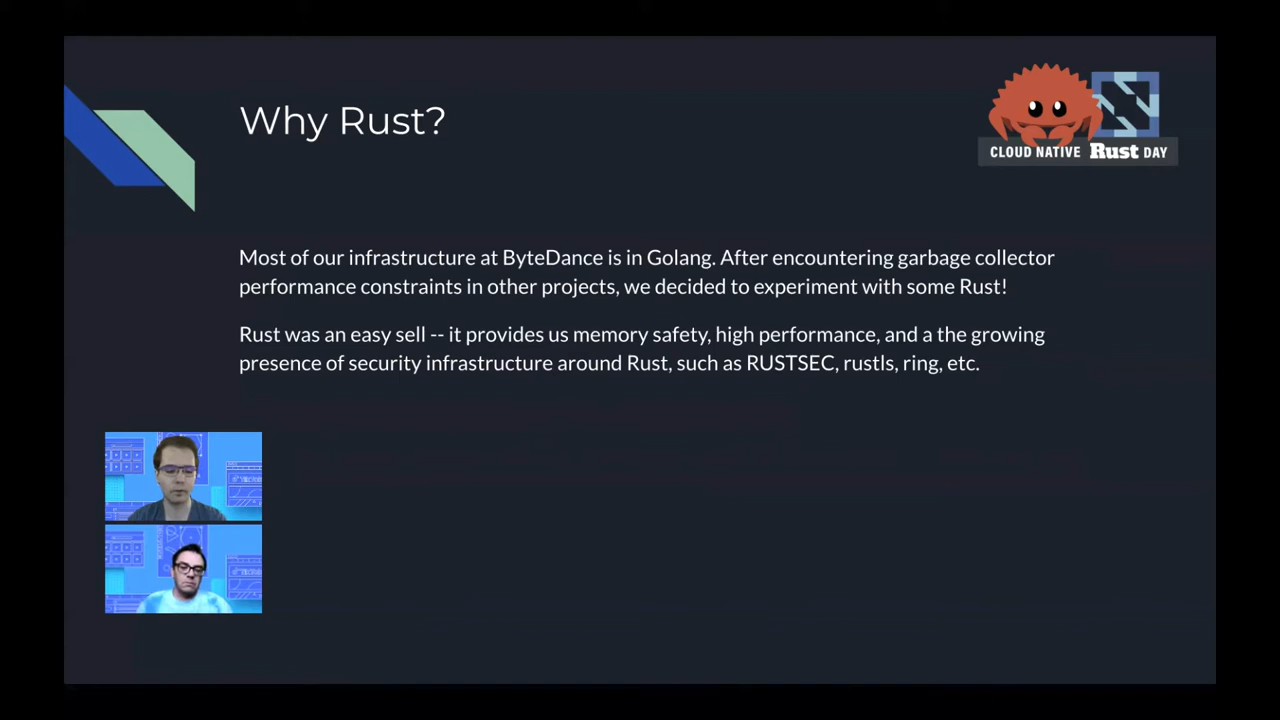 Why Rust?
CLOUD NATIVE Rust DAY
Most of our infrastructure at ByteDance is in Golang. After encountering garbage collector
performance constraints in other projects, we decided to experiment with some Rust!
Rust was an easy sell -- it provides us memory safety, high performance, and a the growing
presence of security infrastructure around Rust, such as RUSTSEC, rustls, ring, etc.